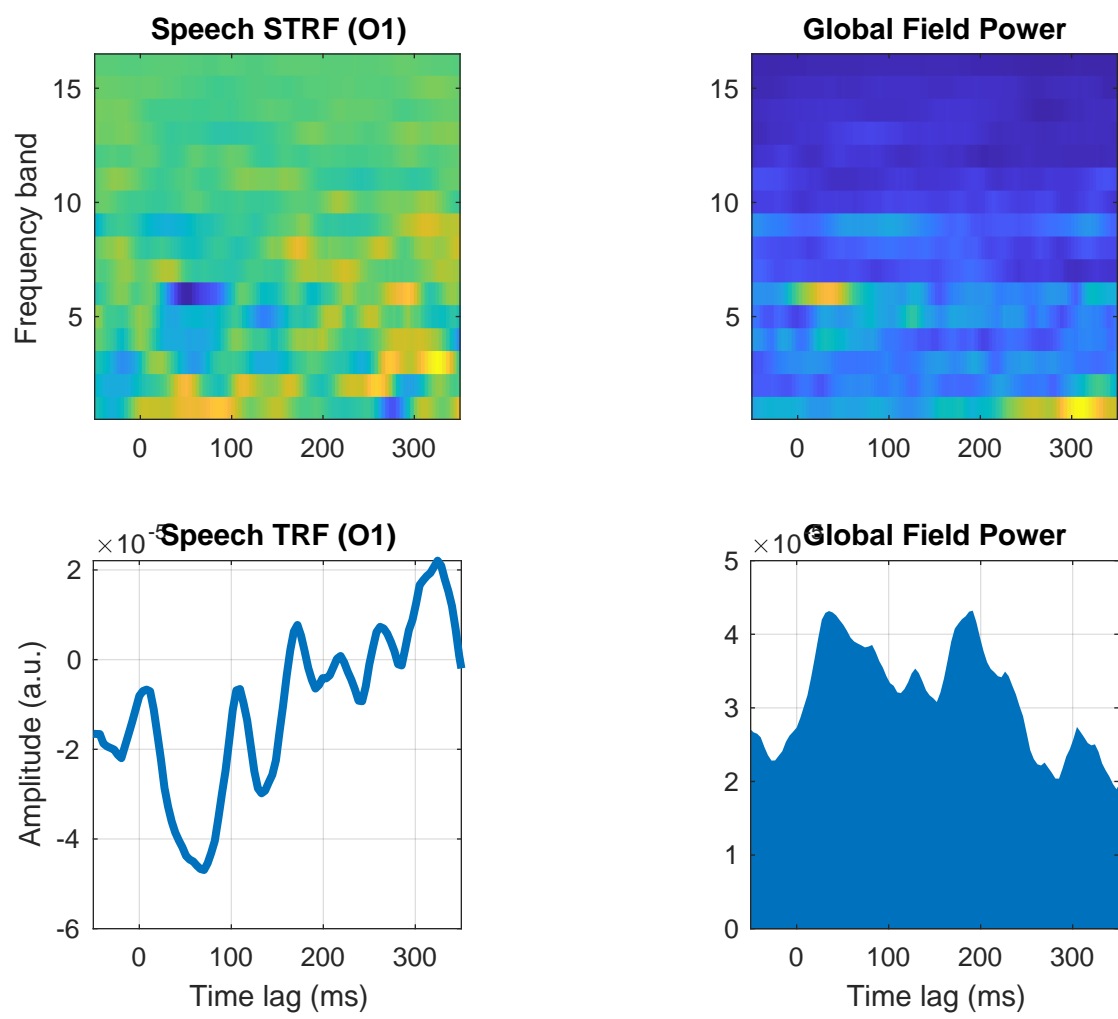 Speech STRF (O1)
Frequency band
15
10
5
0 100 200 300
Global Field Power
15
10
5
0 100 200 300
×10-5
Speech TRF (O1)
Amplitude (a.u.)
2
0
-2
-4
-6
0 100 200 300
Time lag (ms)
×10-5
Global Field Power
5
4
3
2
1
0
0 100 200 300
Time lag (ms)